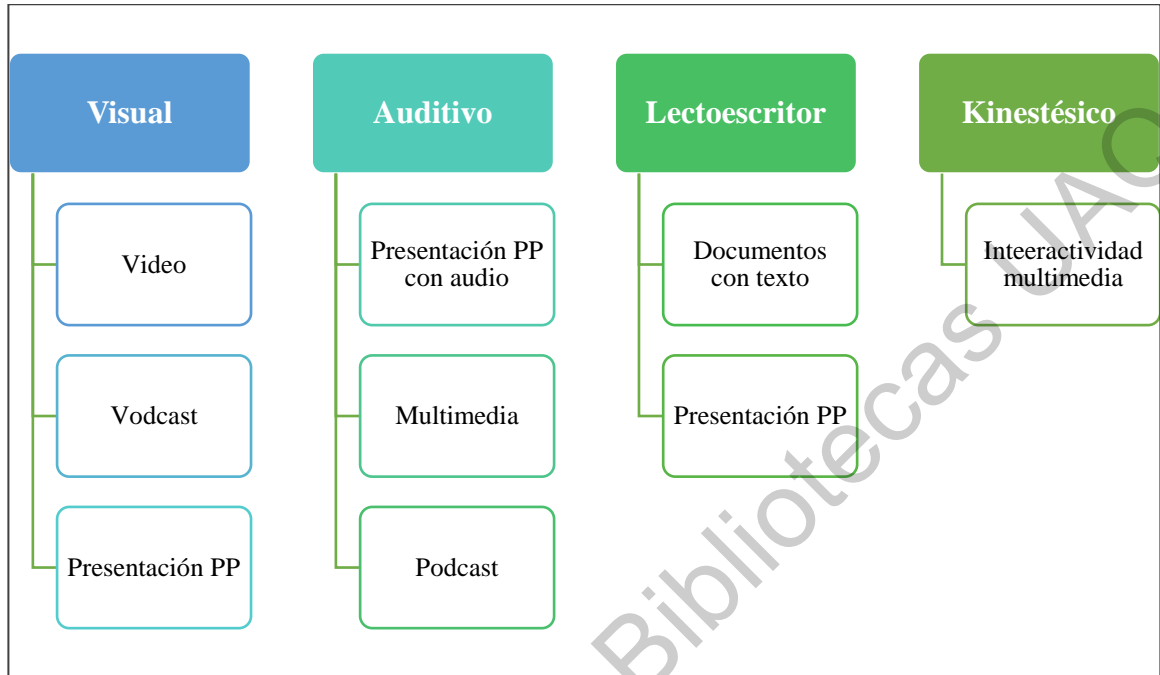 Visual
Auditivo
Lectoescritor
Kinestésico
Video
Presentación PP
con audio
Documentos
con texto
Inteeractividad
multimedia
Vodcast
Multimedia
Presentación PP
Presentación PP
Podcast
Bibliotecas UAQ